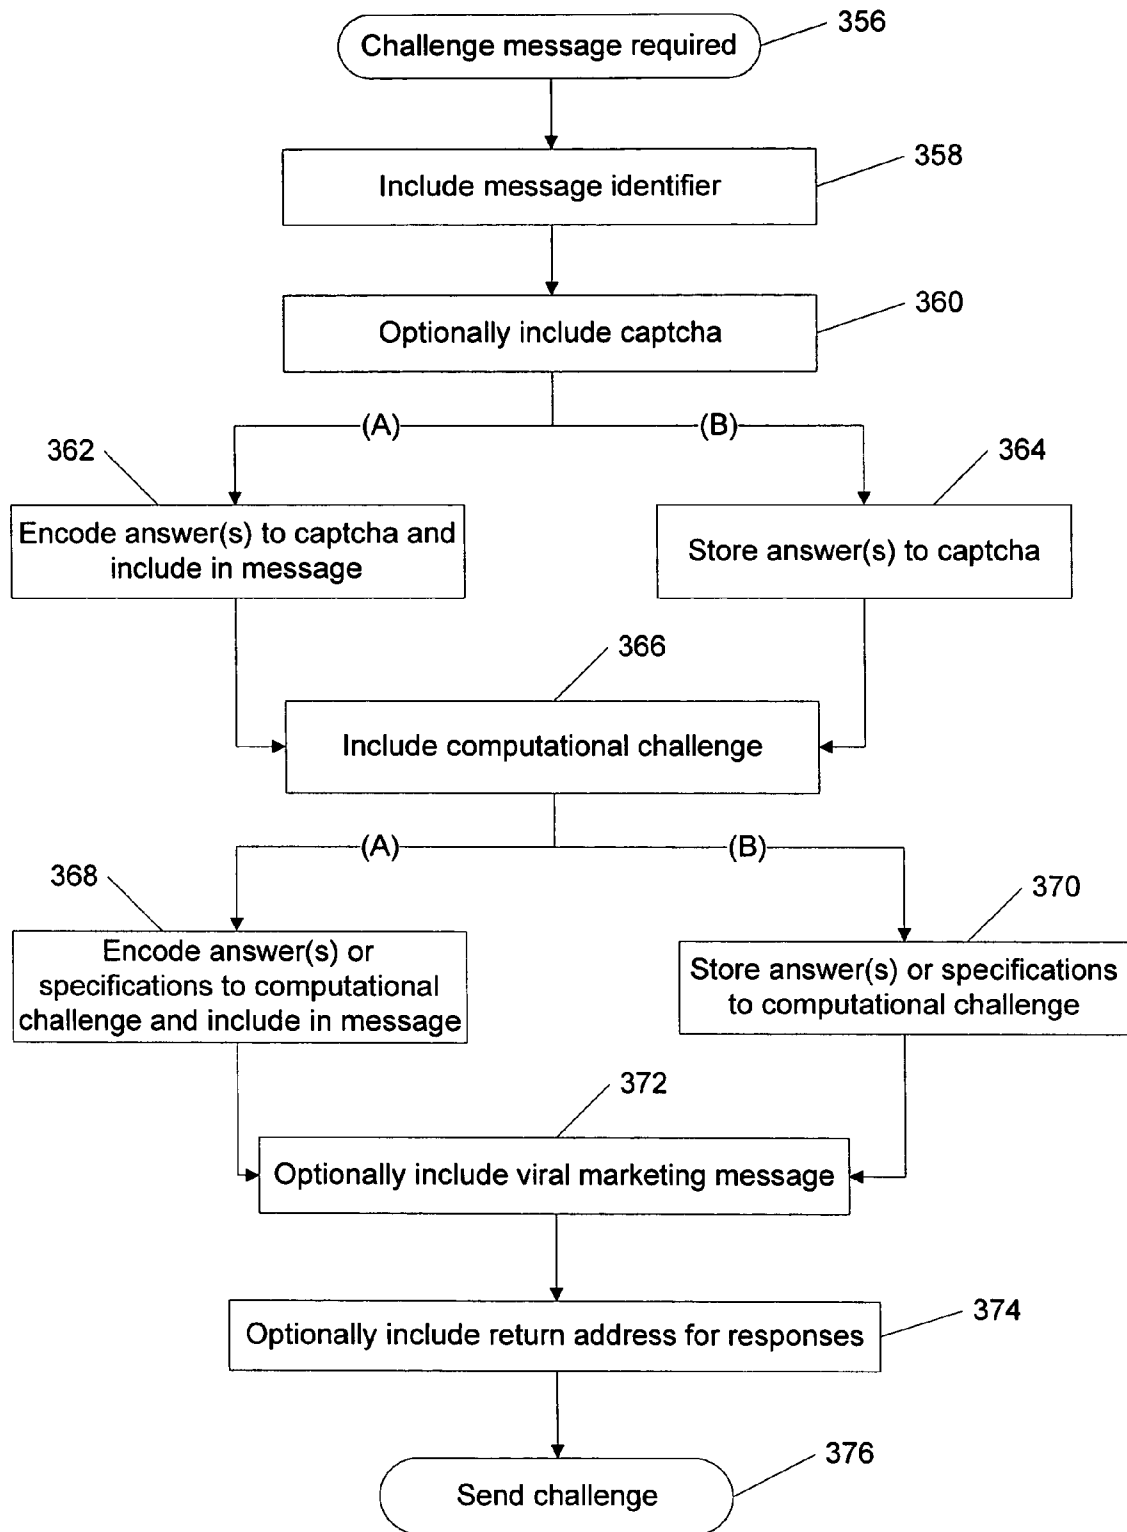 Challenge message required
356
Include message identifier
358
Optionally include captcha
360
(A)
(B)
362
364
Encode answer(s) to captcha and
include in message
Store answer(s) to captcha
366
Include computational challenge
(A)
(B)
368
370
Encode answer(s) or
specifications to computational
challenge and include in message
Store answer(s) or specifications
to computational challenge
372
Optionally include viral marketing message
374
Optionally include return address for responses
376
Send challenge